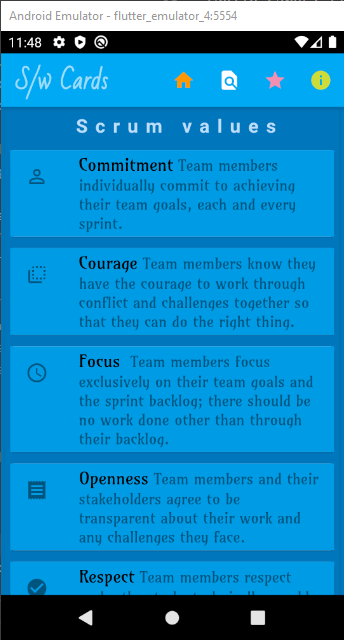 Android Emulator - flutter_emulator_4:5554
11:48
S/w Cards
Scrum values
Commitment Team members
individually commit to achieving
their team goals, each and every
sprint.
Courage Team members know they
have the courage to work through
conflict and challenges together so
that they can do the right thing.
Focus Team members focus
exclusively on their team goals and
the sprint backlog; there should be
no work done other than through
their backlog.
Openness Team members and their
stakeholders agree to be
transparent about their work and
any challenges they face.
Respect Team members respect